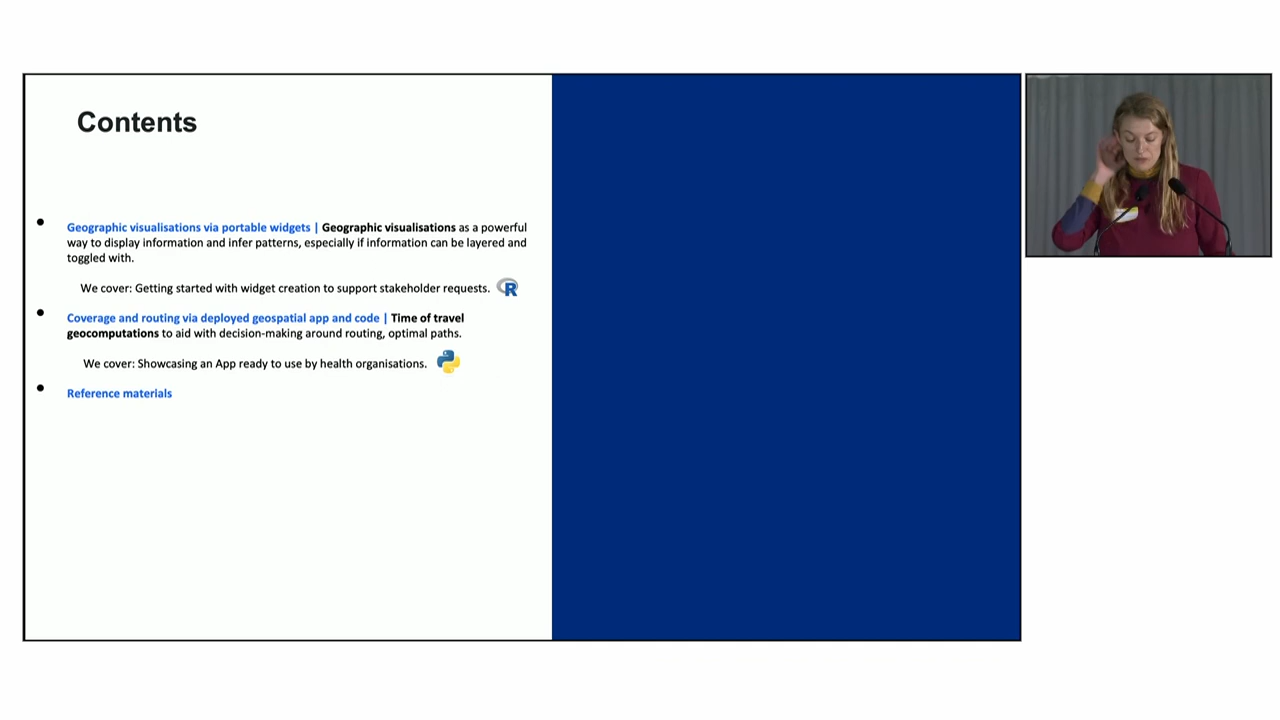 Contents
Geographic visualisations via portable widgets | Geographic visualisations as a powerful
way to display information and infer patterns, especially if information can be layered and
toggled with.
We cover: Getting started with widget creation to support stakeholder requests. R
Coverage and routing via deployed geospatial app and code | Time of travel
geocomputations to aid with decision-making around routing, optimal paths.
We cover: Showcasing an App ready to use by health organisations.
Reference materials